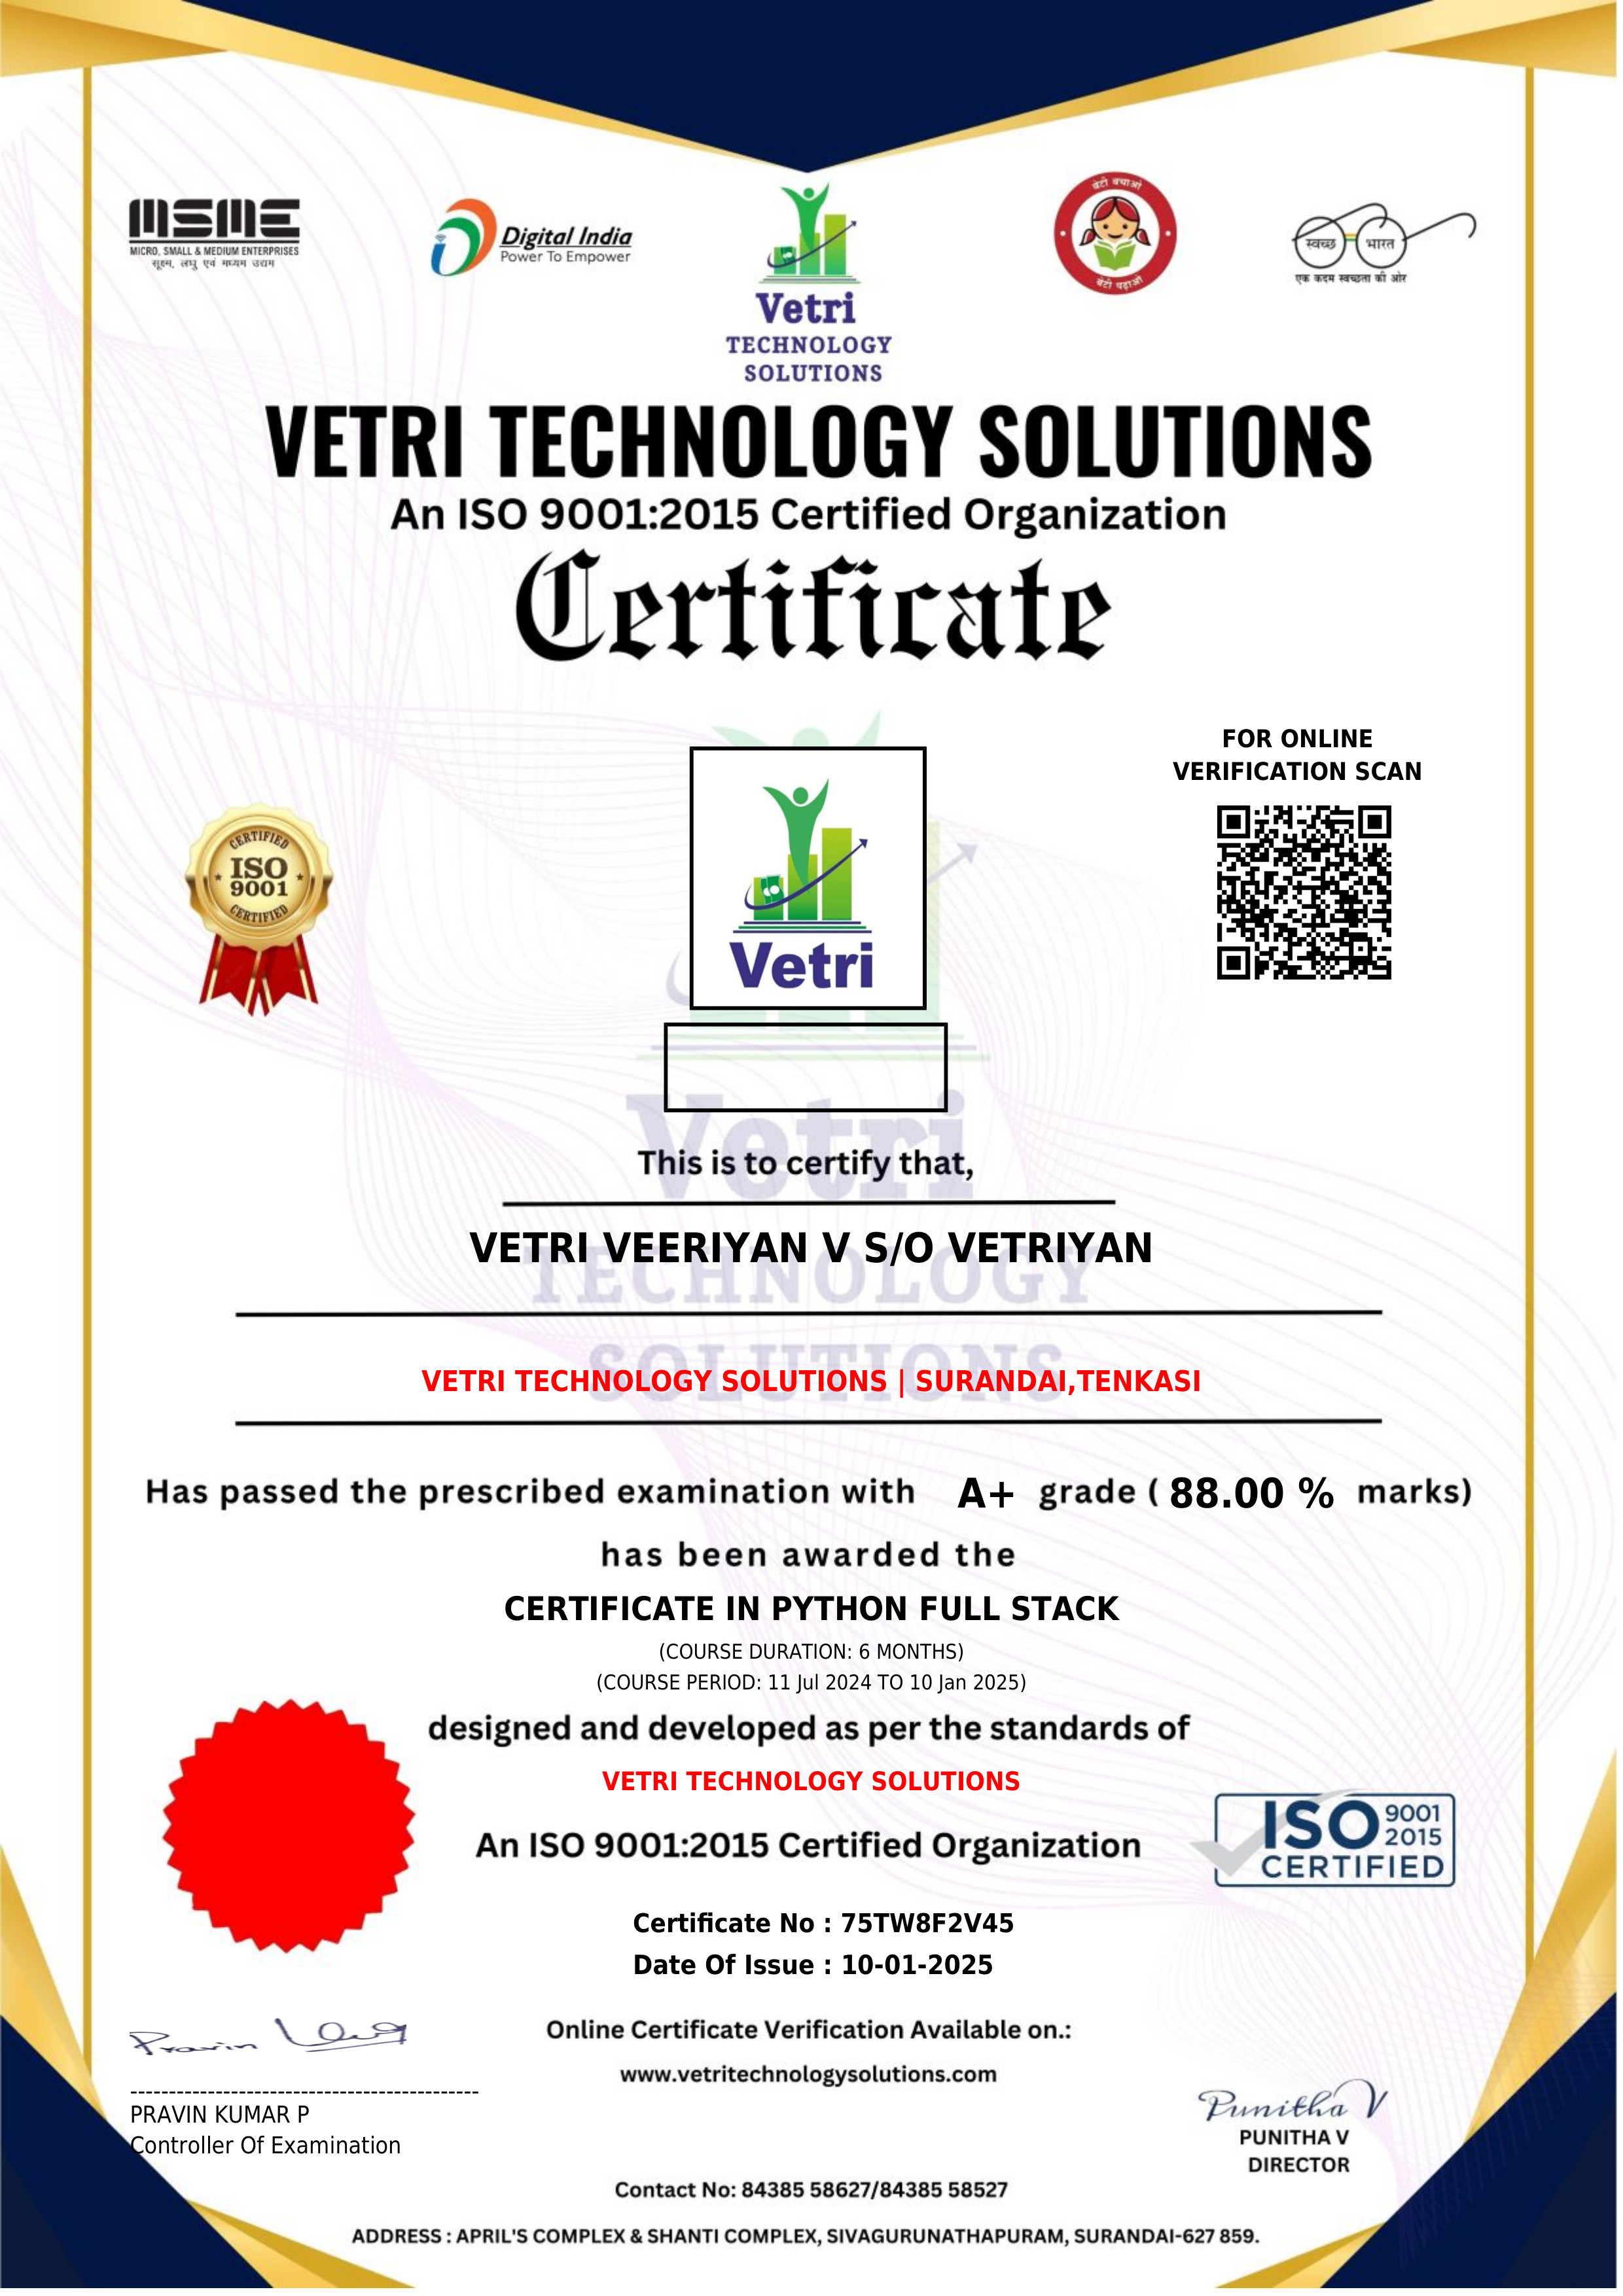 MSME
MICRO, SMALL & MEDIUM ENTERPRISES
सूक्ष्म, लघु एवं मध्यम उद्यम
Digital India
Power To Empower
Vetri
TECHNOLOGY
SOLUTIONS
बेटी बचाओ
बेटी पढ़ाओ
स्वच्छ भारत
एक कदम स्वच्छता की ओर
VETRI TECHNOLOGY SOLUTIONS
An ISO 9001:2015 Certified Organization
Certificate
FOR ONLINE
VERIFICATION SCAN
CERTIFIED
ISO
9001
CERTIFIED
Vetri
Vetri
TECHNOLOGY
SOLUTIONS
This is to certify that,
VETRI VEERIYAN V S/O VETRIYAN
VETRI TECHNOLOGY SOLUTIONS | SURANDAI,TENKASI
Has passed the prescribed examination with A+ grade ( 88.00 % marks)
has been awarded the
CERTIFICATE IN PYTHON FULL STACK
(COURSE DURATION: 6 MONTHS)
(COURSE PERIOD: 11 Jul 2024 TO 10 Jan 2025)
designed and developed as per the standards of
VETRI TECHNOLOGY SOLUTIONS
An ISO 9001:2015 Certified Organization
ISO 9001
2015
CERTIFIED
Certificate No : 75TW8F2V45
Date Of Issue : 10-01-2025
Online Certificate Verification Available on.:
www.vetritechnologysolutions.com
Pravin
---------------------------------------------
PRAVIN KUMAR P
Controller Of Examination
Punitha V
PUNITHA V
DIRECTOR
Contact No: 84385 58627/84385 58527
ADDRESS : APRIL'S COMPLEX & SHANTI COMPLEX, SIVAGURUNATHAPURAM, SURANDAI-627 859.